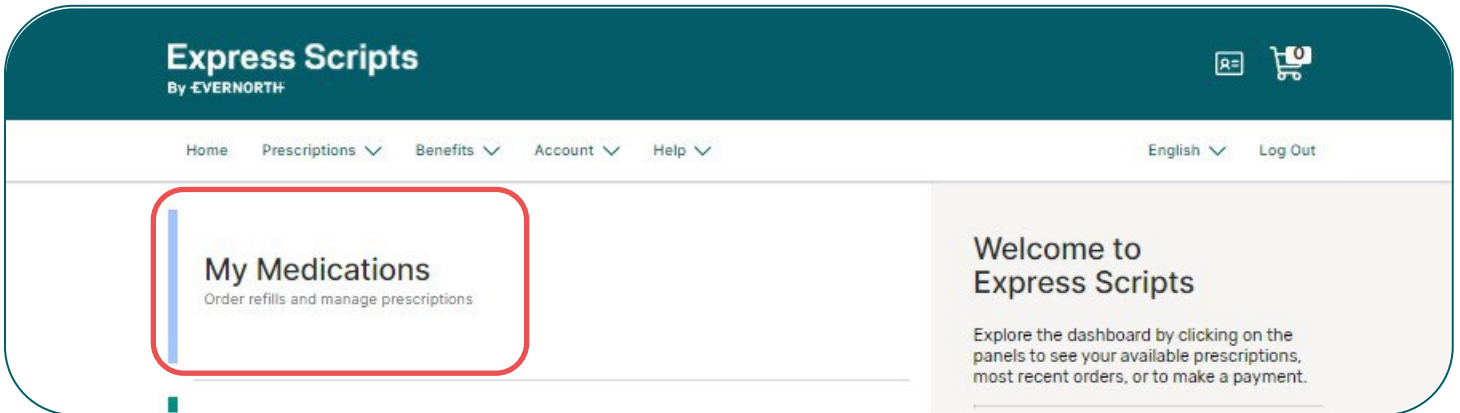 Express Scripts
By EVERNORTH
0
Home Prescriptions Benefits Account Help English Log Out
My Medications
Order refills and manage prescriptions
Welcome to
Express Scripts
Explore the dashboard by clicking on the
panels to see your available prescriptions,
most recent orders, or to make a payment.